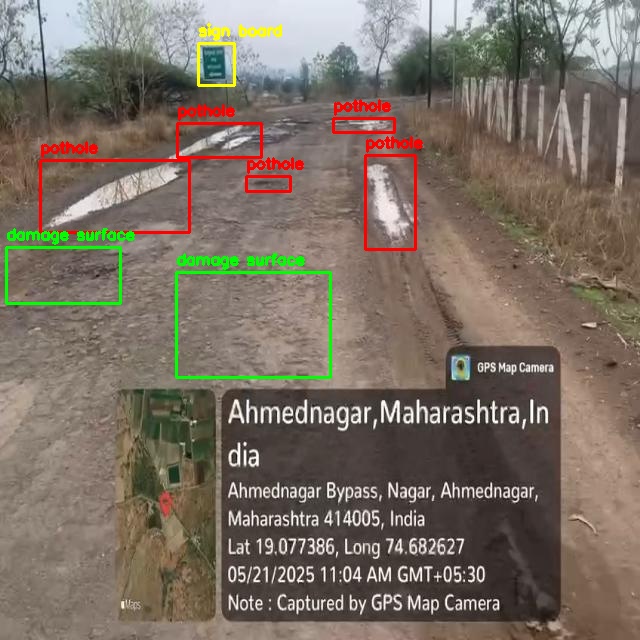 sign board
pothole
pothole
pothole
pothole
pothole
damage surface
damage surface
GPS Map Camera
Ahmednagar,Maharashtra,In
dia
Ahmednagar Bypass, Nagar, Ahmednagar,
Maharashtra 414005, India
Lat 19.077386, Long 74.682627
05/21/2025 11:04 AM GMT+05:30
Note : Captured by GPS Map Camera
Maps